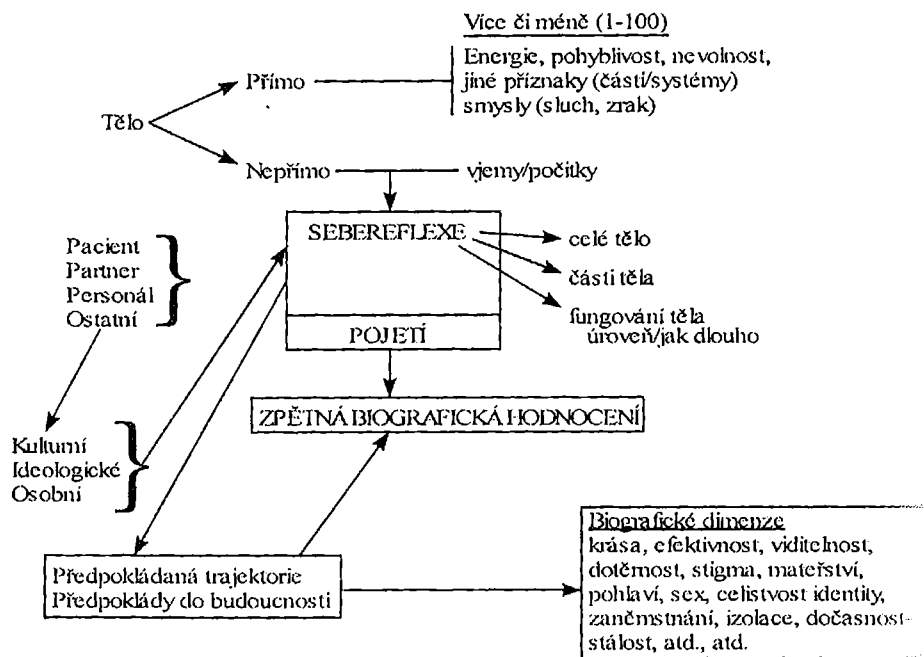 Více či méně (1-100)
Energie, pohyblivost, nevolnost,
jiné příznaky (části/systémy)
smysly (sluch, zrak)
Přímo
Tělo
Nepřímo
vjemy/počitky
SEBEREFLEXE
celé tělo
části těla
fungování těla
úroveň/jak dlouho
POJETÍ
Pacient
Partner
Personál
Ostatní
ZPĚTNÁ BIOGRAFICKÁ HODNOCENÍ
Kulturní
Ideologické
Osobní
Předpokládaná trajektorie
Předpoklády do budoucnosti
Biografické dimenze
krása, efektivnost, viditelnost,
dotěrnost, stigma, mateřství,
pohlaví, sex, celistvost identity,
zaněmstnání, izolace, dočasnost-
stálost, atd., atd.